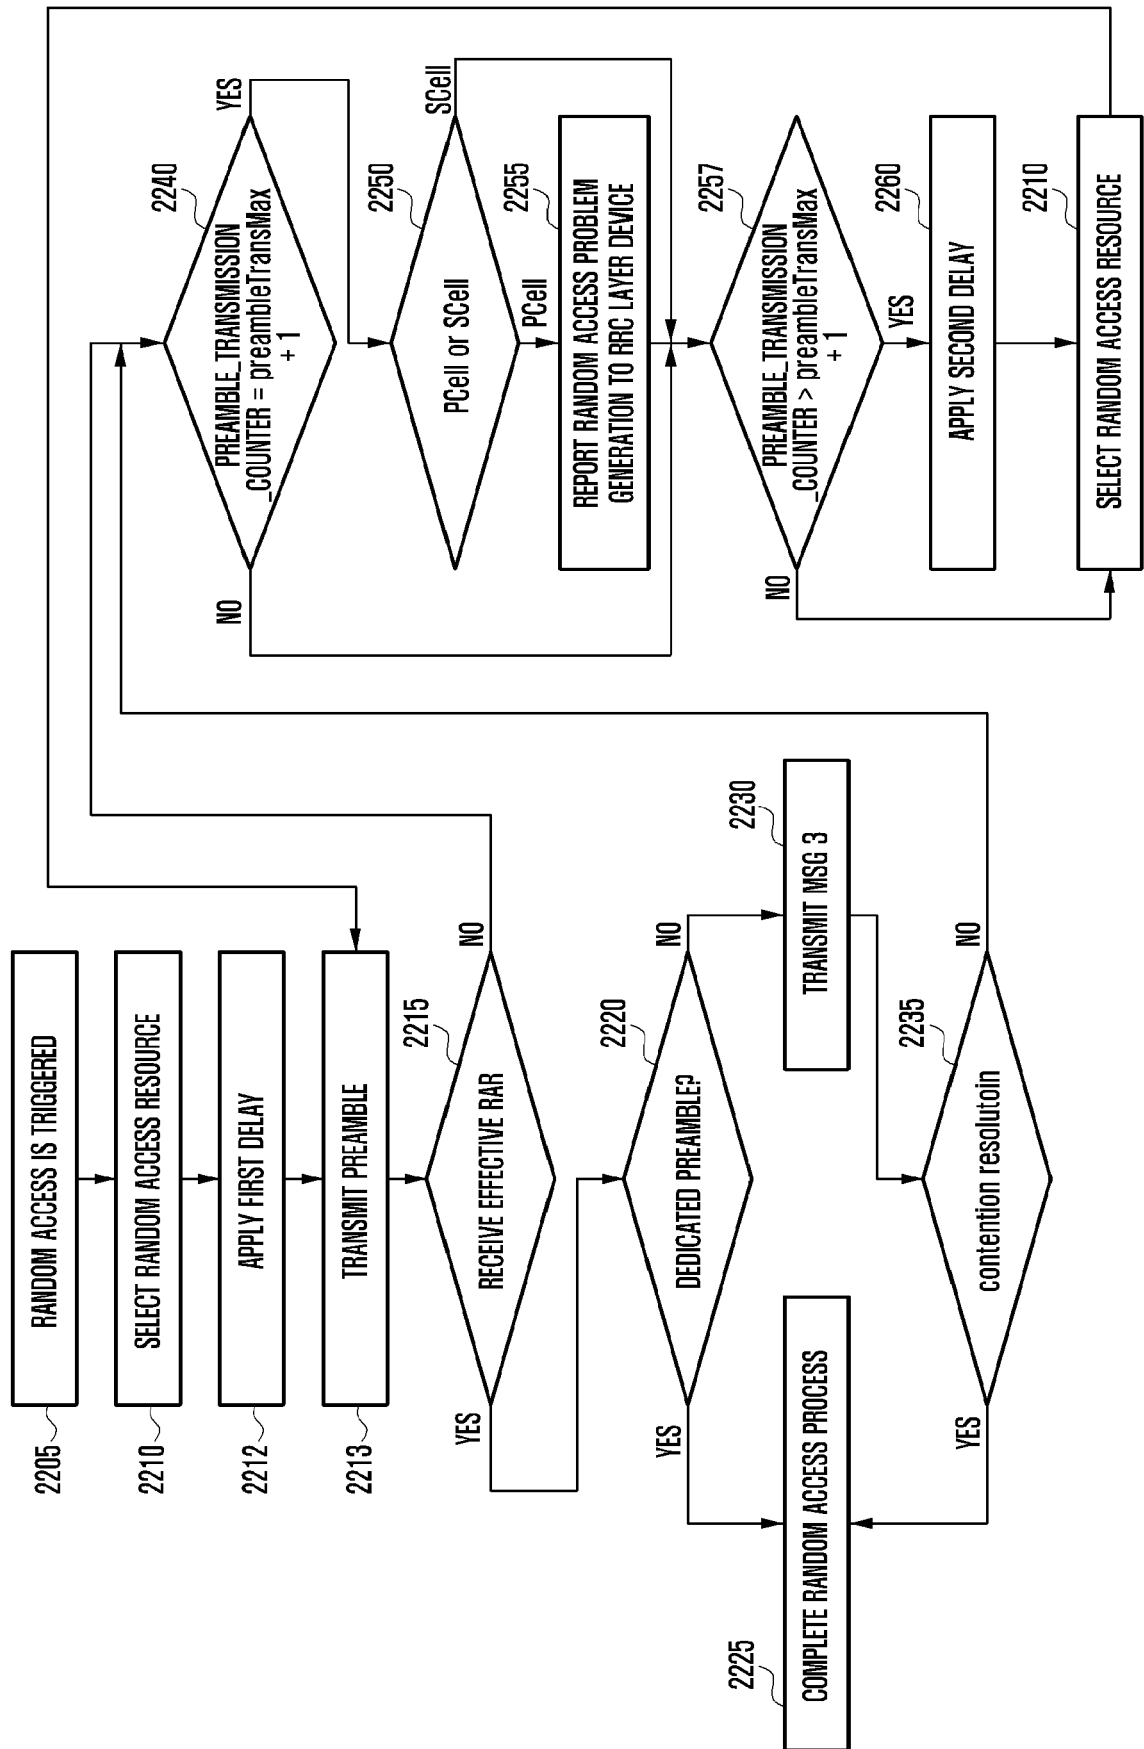 RANDOM ACCESS IS TRIGGERED
2205
SELECT RANDOM ACCESS RESOURCE
2210
APPLY FIRST DELAY
2212
TRANSMIT PREAMBLE
2213
2215
RECEIVE EFFECTIVE RAR
YES
NO
2220
DEDICATED PREAMBLE?
YES
NO
2225
COMPLETE RANDOM ACCESS PROCESS
2230
TRANSMIT MSG 3
2235
contention resolutoin
YES
NO
2240
PREAMBLE_TRANSMISSION
_COUNTER = preambleTransMax
+ 1
NO
YES
2250
PCell or SCell
SCell
PCell
2255
REPORT RANDOM ACCESS PROBLEM
GENERATION TO RRC LAYER DEVICE
2257
PREAMBLE_TRANSMISSION
_COUNTER > preambleTransMax
+ 1
NO
YES
2260
APPLY SECOND DELAY
2210
SELECT RANDOM ACCESS RESOURCE